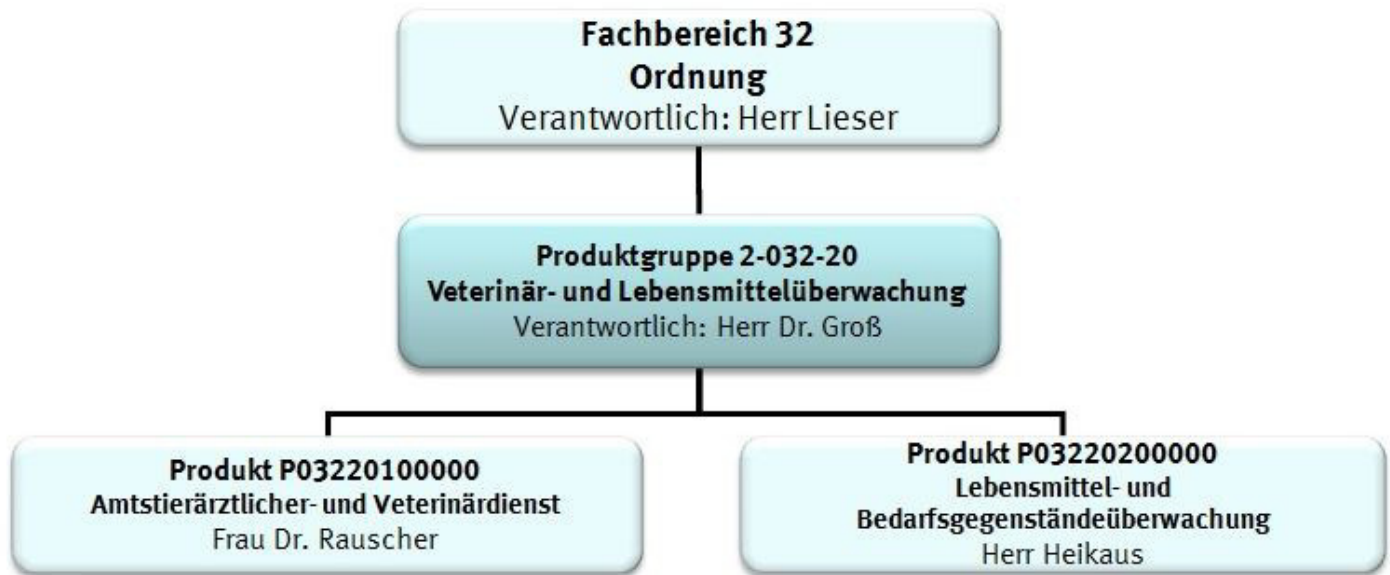 Fachbereich 32
Ordnung
Verantwortlich: Herr Lieser
Produktgruppe 2-032-20
Veterinär- und Lebensmittelüberwachung
Verantwortlich: Herr Dr. Groß
Produkt P03220100000
Amtstierärztlicher- und Veterinärdienst
Frau Dr. Rauscher
Produkt P03220200000
Lebensmittel- und
Bedarfsgegenständeüberwachung
Herr Heikaus